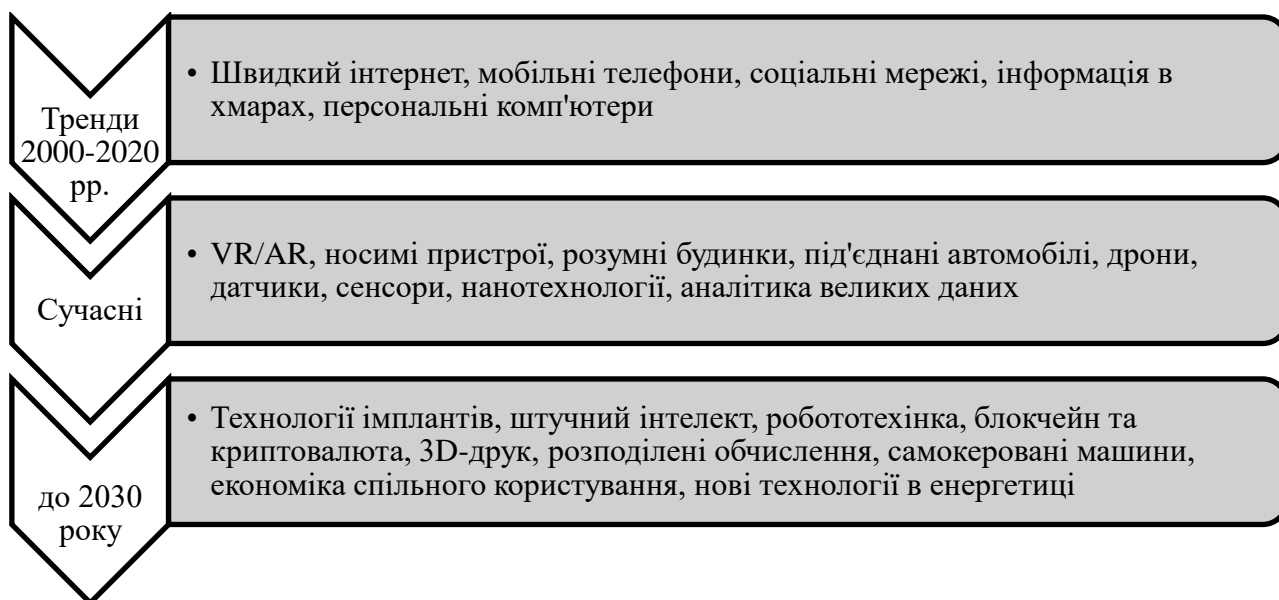 Тренди
2000-2020
рр.
• Швидкий інтернет, мобільні телефони, соціальні мережі, інформація в
хмарах, персональні комп'ютери
Сучасні
• VR/AR, носимі пристрої, розумні будинки, під'єднані автомобілі, дрони,
датчики, сенсори, нанотехнології, аналітика великих даних
до 2030
року
• Технології імплантів, штучний інтелект, робототехінка, блокчейн та
криптовалюта, 3D-друк, розподілені обчислення, самокеровані машини,
економіка спільного користування, нові технології в енергетиці